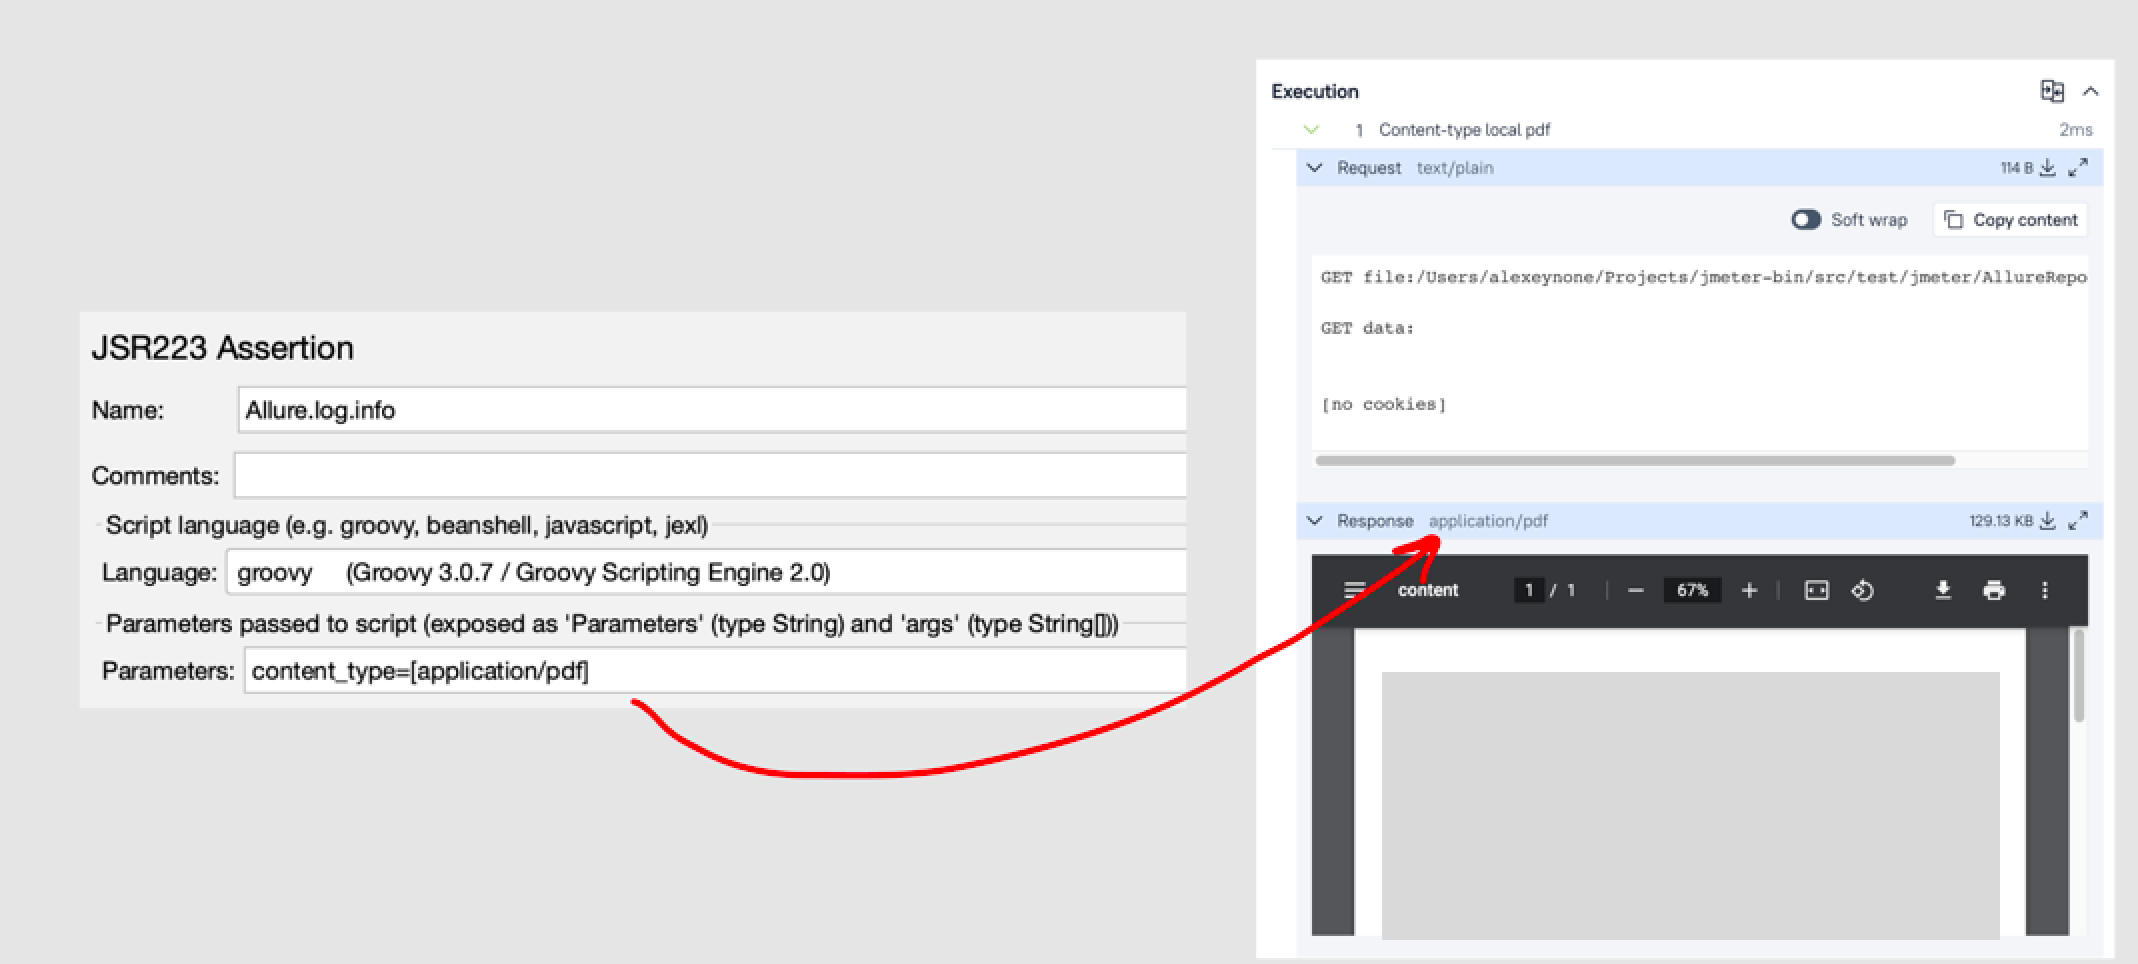 JSR223 Assertion
Name: Allure.log.info
Comments:
Script language (e.g. groovy, beanshell, javascript, jexl)
Language: groovy (Groovy 3.0.7 / Groovy Scripting Engine 2.0)
Parameters passed to script (exposed as 'Parameters' (type String) and 'args' (type String[]))
Parameters: content_type=[application/pdf]
Execution
1 Content-type local pdf 2ms
Request text/plain 114 B
Soft wrap Copy content
GET file:/Users/alexeynone/Projects/jmeter-bin/src/test/jmeter/AllureRepo
GET data:
[no cookies]
Response application/pdf 129.13 KB
content 1 / 1 67%